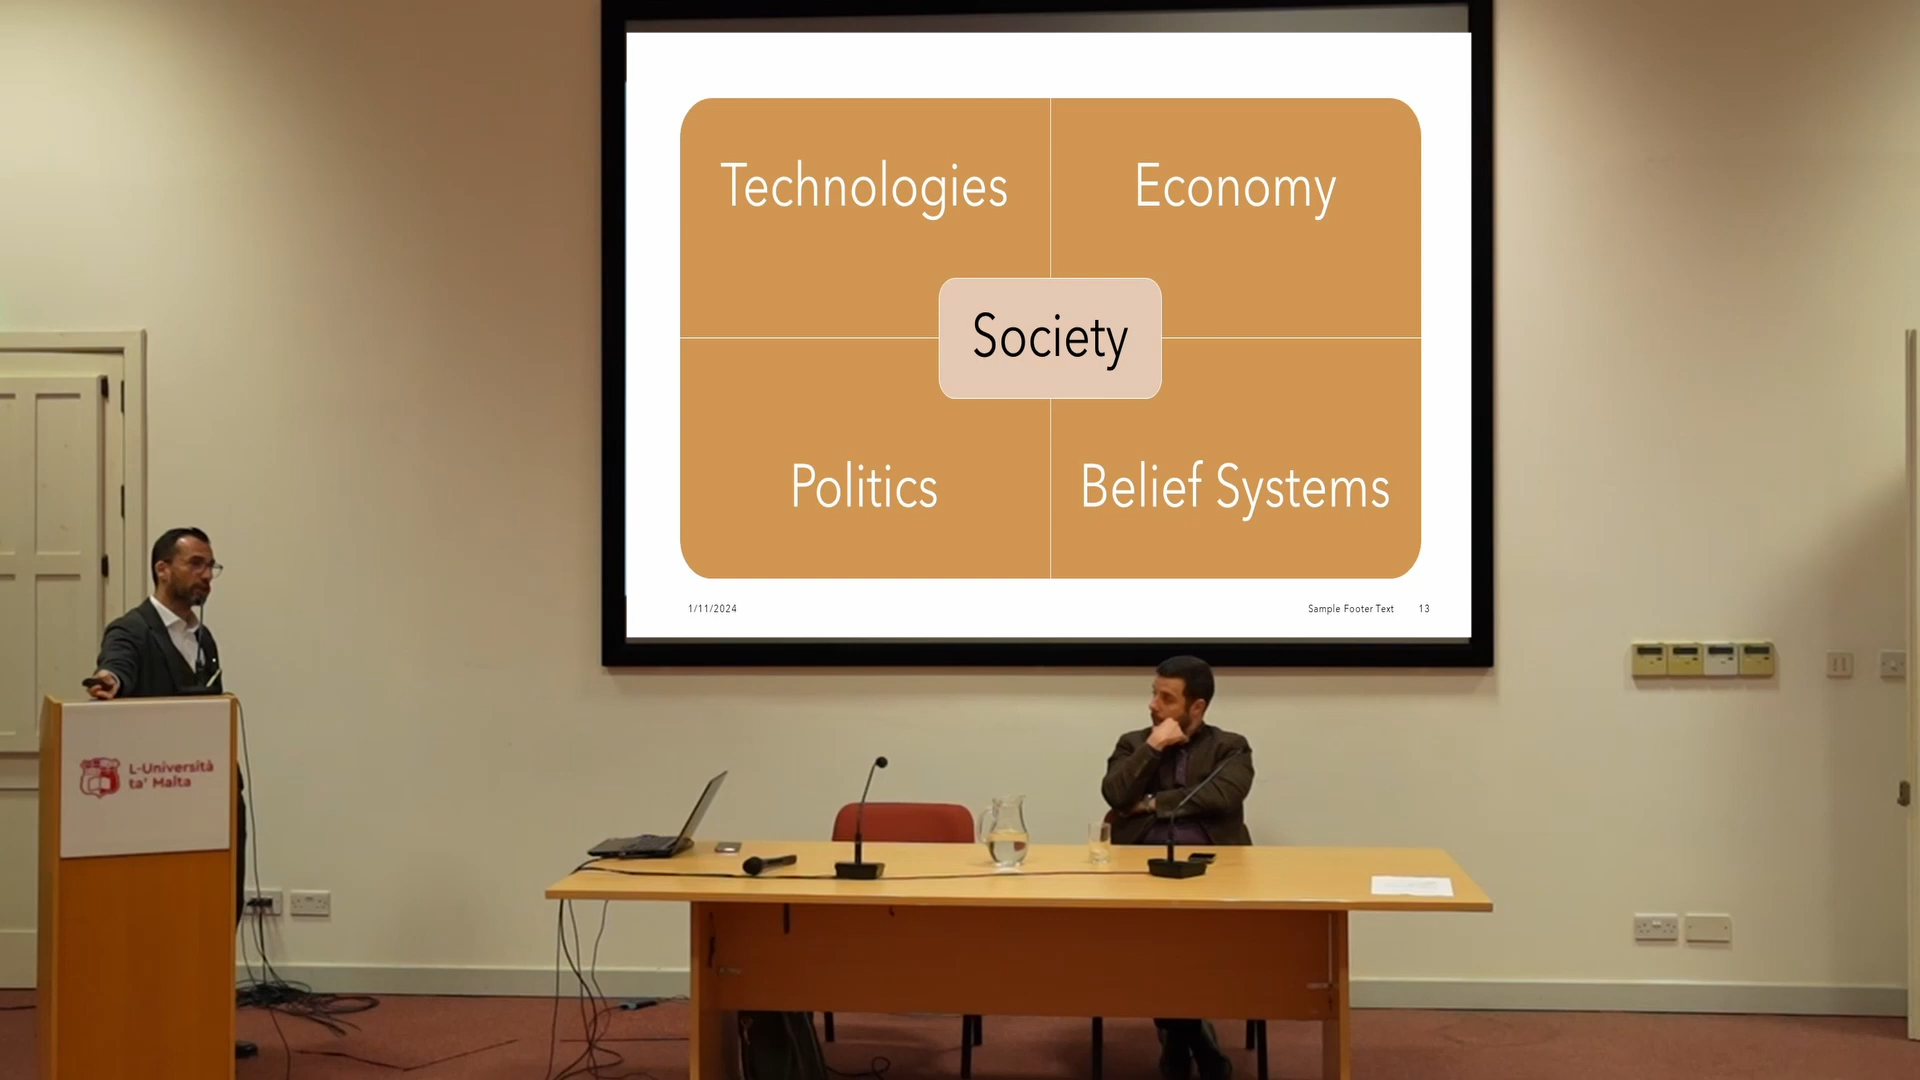 Technologies
Economy
Society
Politics
Belief Systems
1/11/2024
Sample Footer Text
13
L-Università
ta' Malta